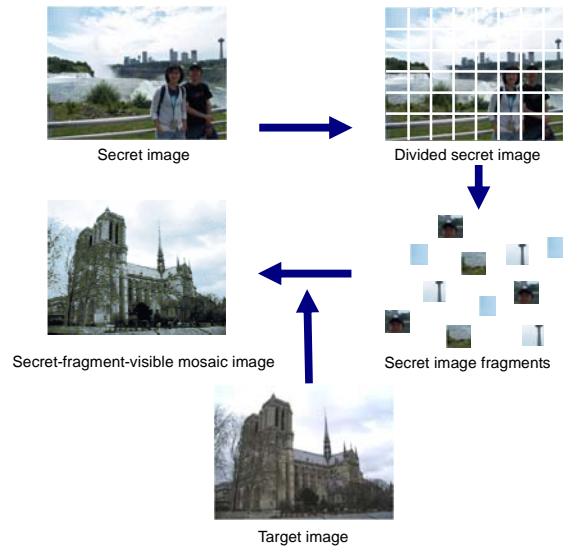 Secret image
Divided secret image
Secret-fragment-visible mosaic image
Secret image fragments
Target image